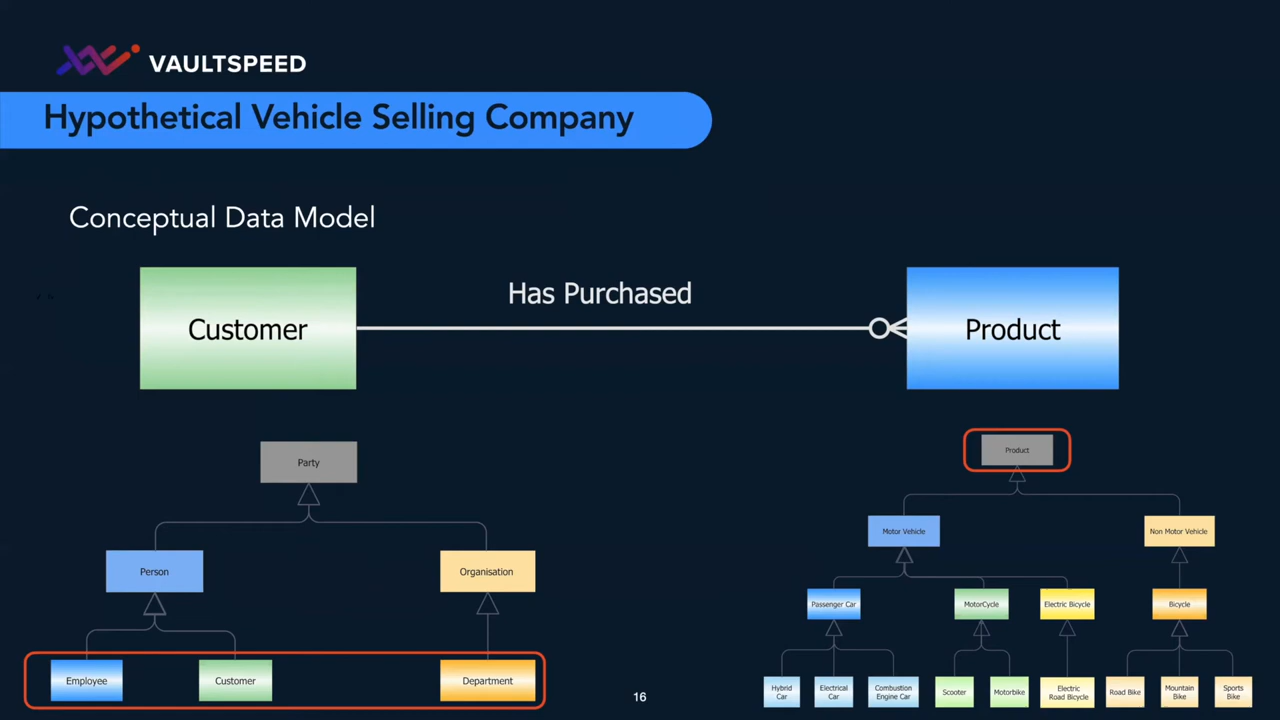 VAULTSPEED
Hypothetical Vehicle Selling Company
Conceptual Data Model
Customer
Has Purchased
Product
Party
Person
Organisation
Employee
Customer
Department
Product
Motor Vehicle
Non Motor Vehicle
Passenger Car
MotorCycle
Electric Bicycle
Bicycle
Hybrid
Car
Electrical
Car
Combustion
Engine Car
Scooter
Motorbike
Electric
Road Bicycle
Road Bike
Mountain
Bike
Sports
Bike
16